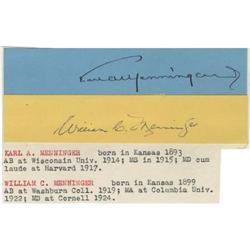 Karl A Menninger
William C. Menninger
KARL A. MENNINGER born in Kansas 1893
AB at Wisconsin Univ. 1914; MS in 1915; MD cum
laude at Harvard 1917.
WILLIAM C. MENNINGER born in Kansas 1899
AB at Washburn Coll. 1919; MA at Columbia Univ.
1922; MD at Cornell 1924.